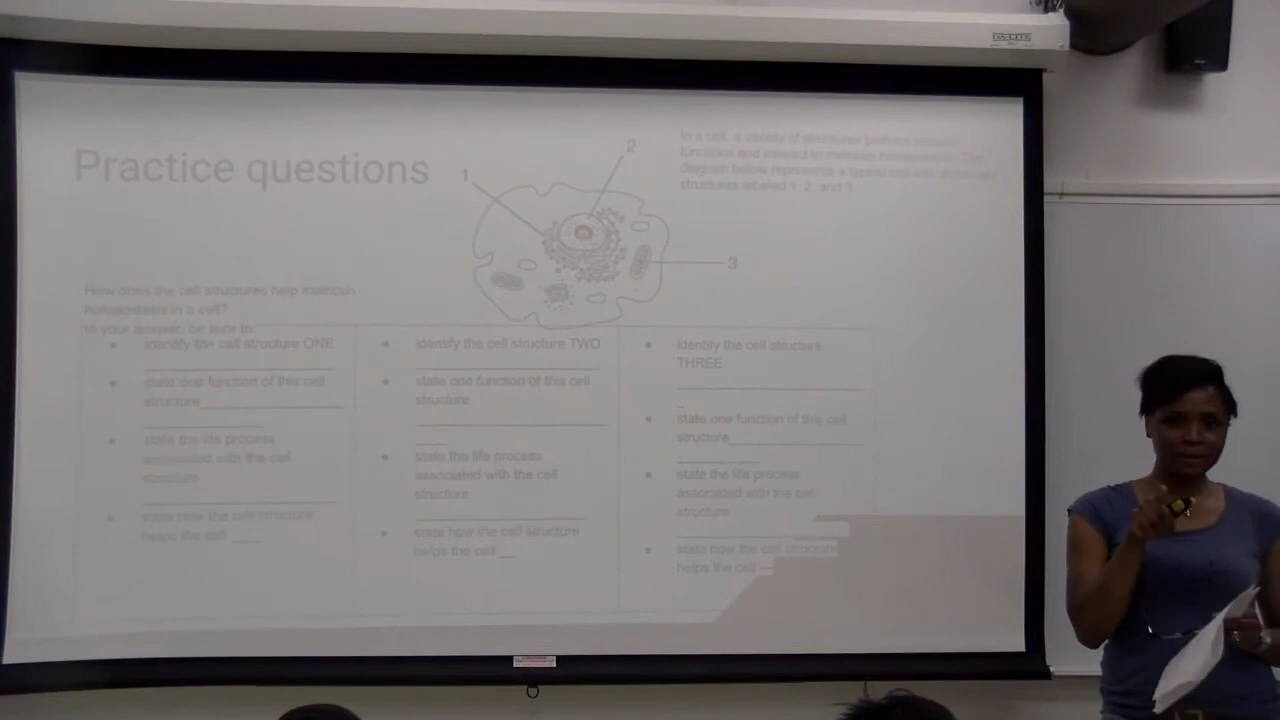 DA-LITE
Practice questions
1
2
3
In a cell, a variety of structures perform specific
functions and interact to maintain homeostasis. The
diagram below represents a typical cell with
structures labeled 1, 2, and 3
How does the cell structures help maintain
homeostasis in a cell?
In your answer, be sure to:
identify the cell structure ONE
state one function of this cell
structure
state the life process
associated with the cell
structure
state how the cell structure
helps the cell
identify the cell structure TWO
state one function of this cell
structure
state the life process
associated with the cell
structure
state how the cell structure
helps the cell
identify the cell structure
THREE
state one function of this cell
structure
state the life process
associated with the cell
structure
state how the cell structure
helps the cell